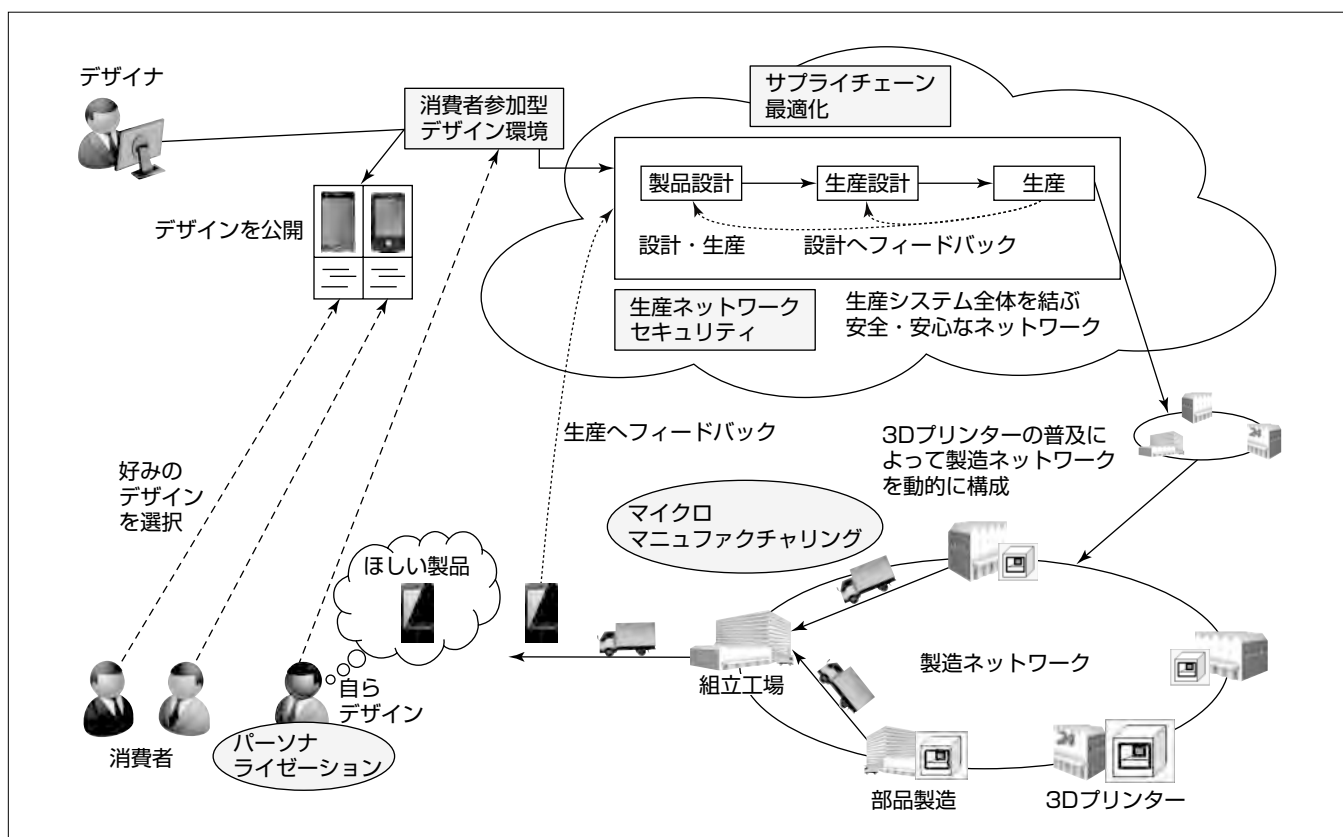 デザイナ
消費者参加型
デザイン環境
サプライチェーン
最適化
製品設計
生産設計
生産
設計・生産
設計へフィードバック
デザインを公開
生産ネットワーク
セキュリティ
生産システム全体を結ぶ
安全・安心なネットワーク
生産へフィードバック
3Dプリンターの普及に
よって製造ネットワーク
を動的に構成
好みの
デザイン
を選択
マイクロ
マニュファクチャリング
ほしい製品
製造ネットワーク
組立工場
自ら
デザイン
消費者
パーソナ
ライゼーション
部品製造
3Dプリンター